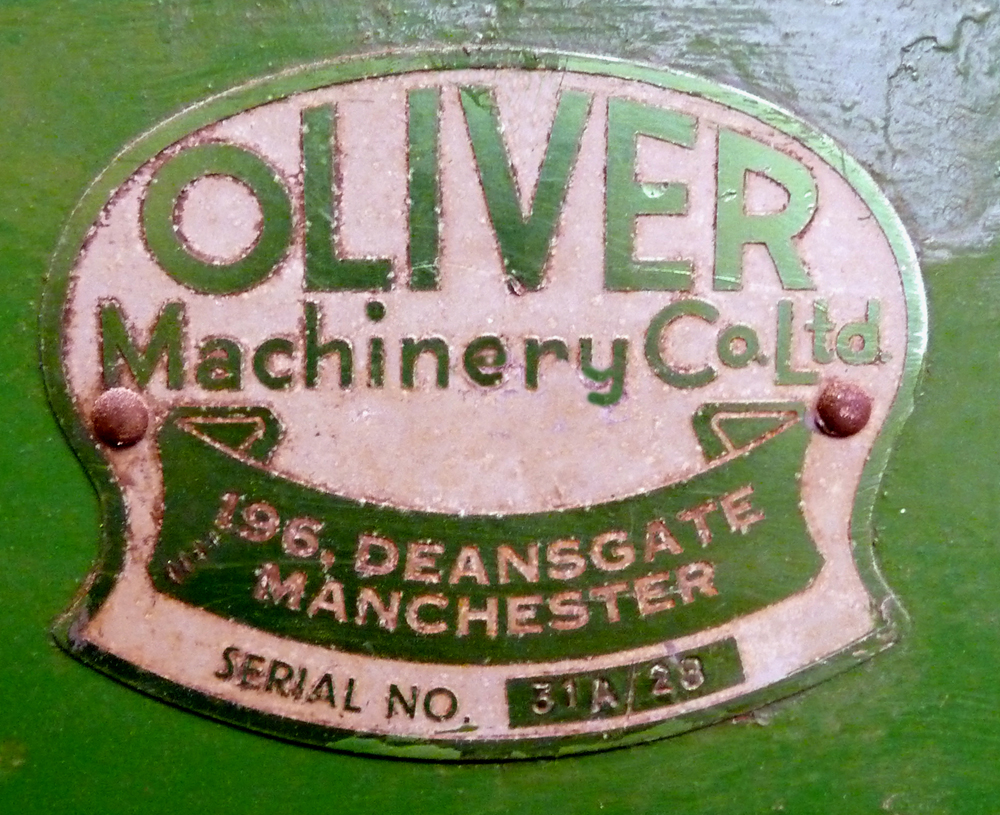 OLIVER
Machinery Co. Ltd.
196, DEANSGATE
MANCHESTER
SERIAL NO. 31A/28